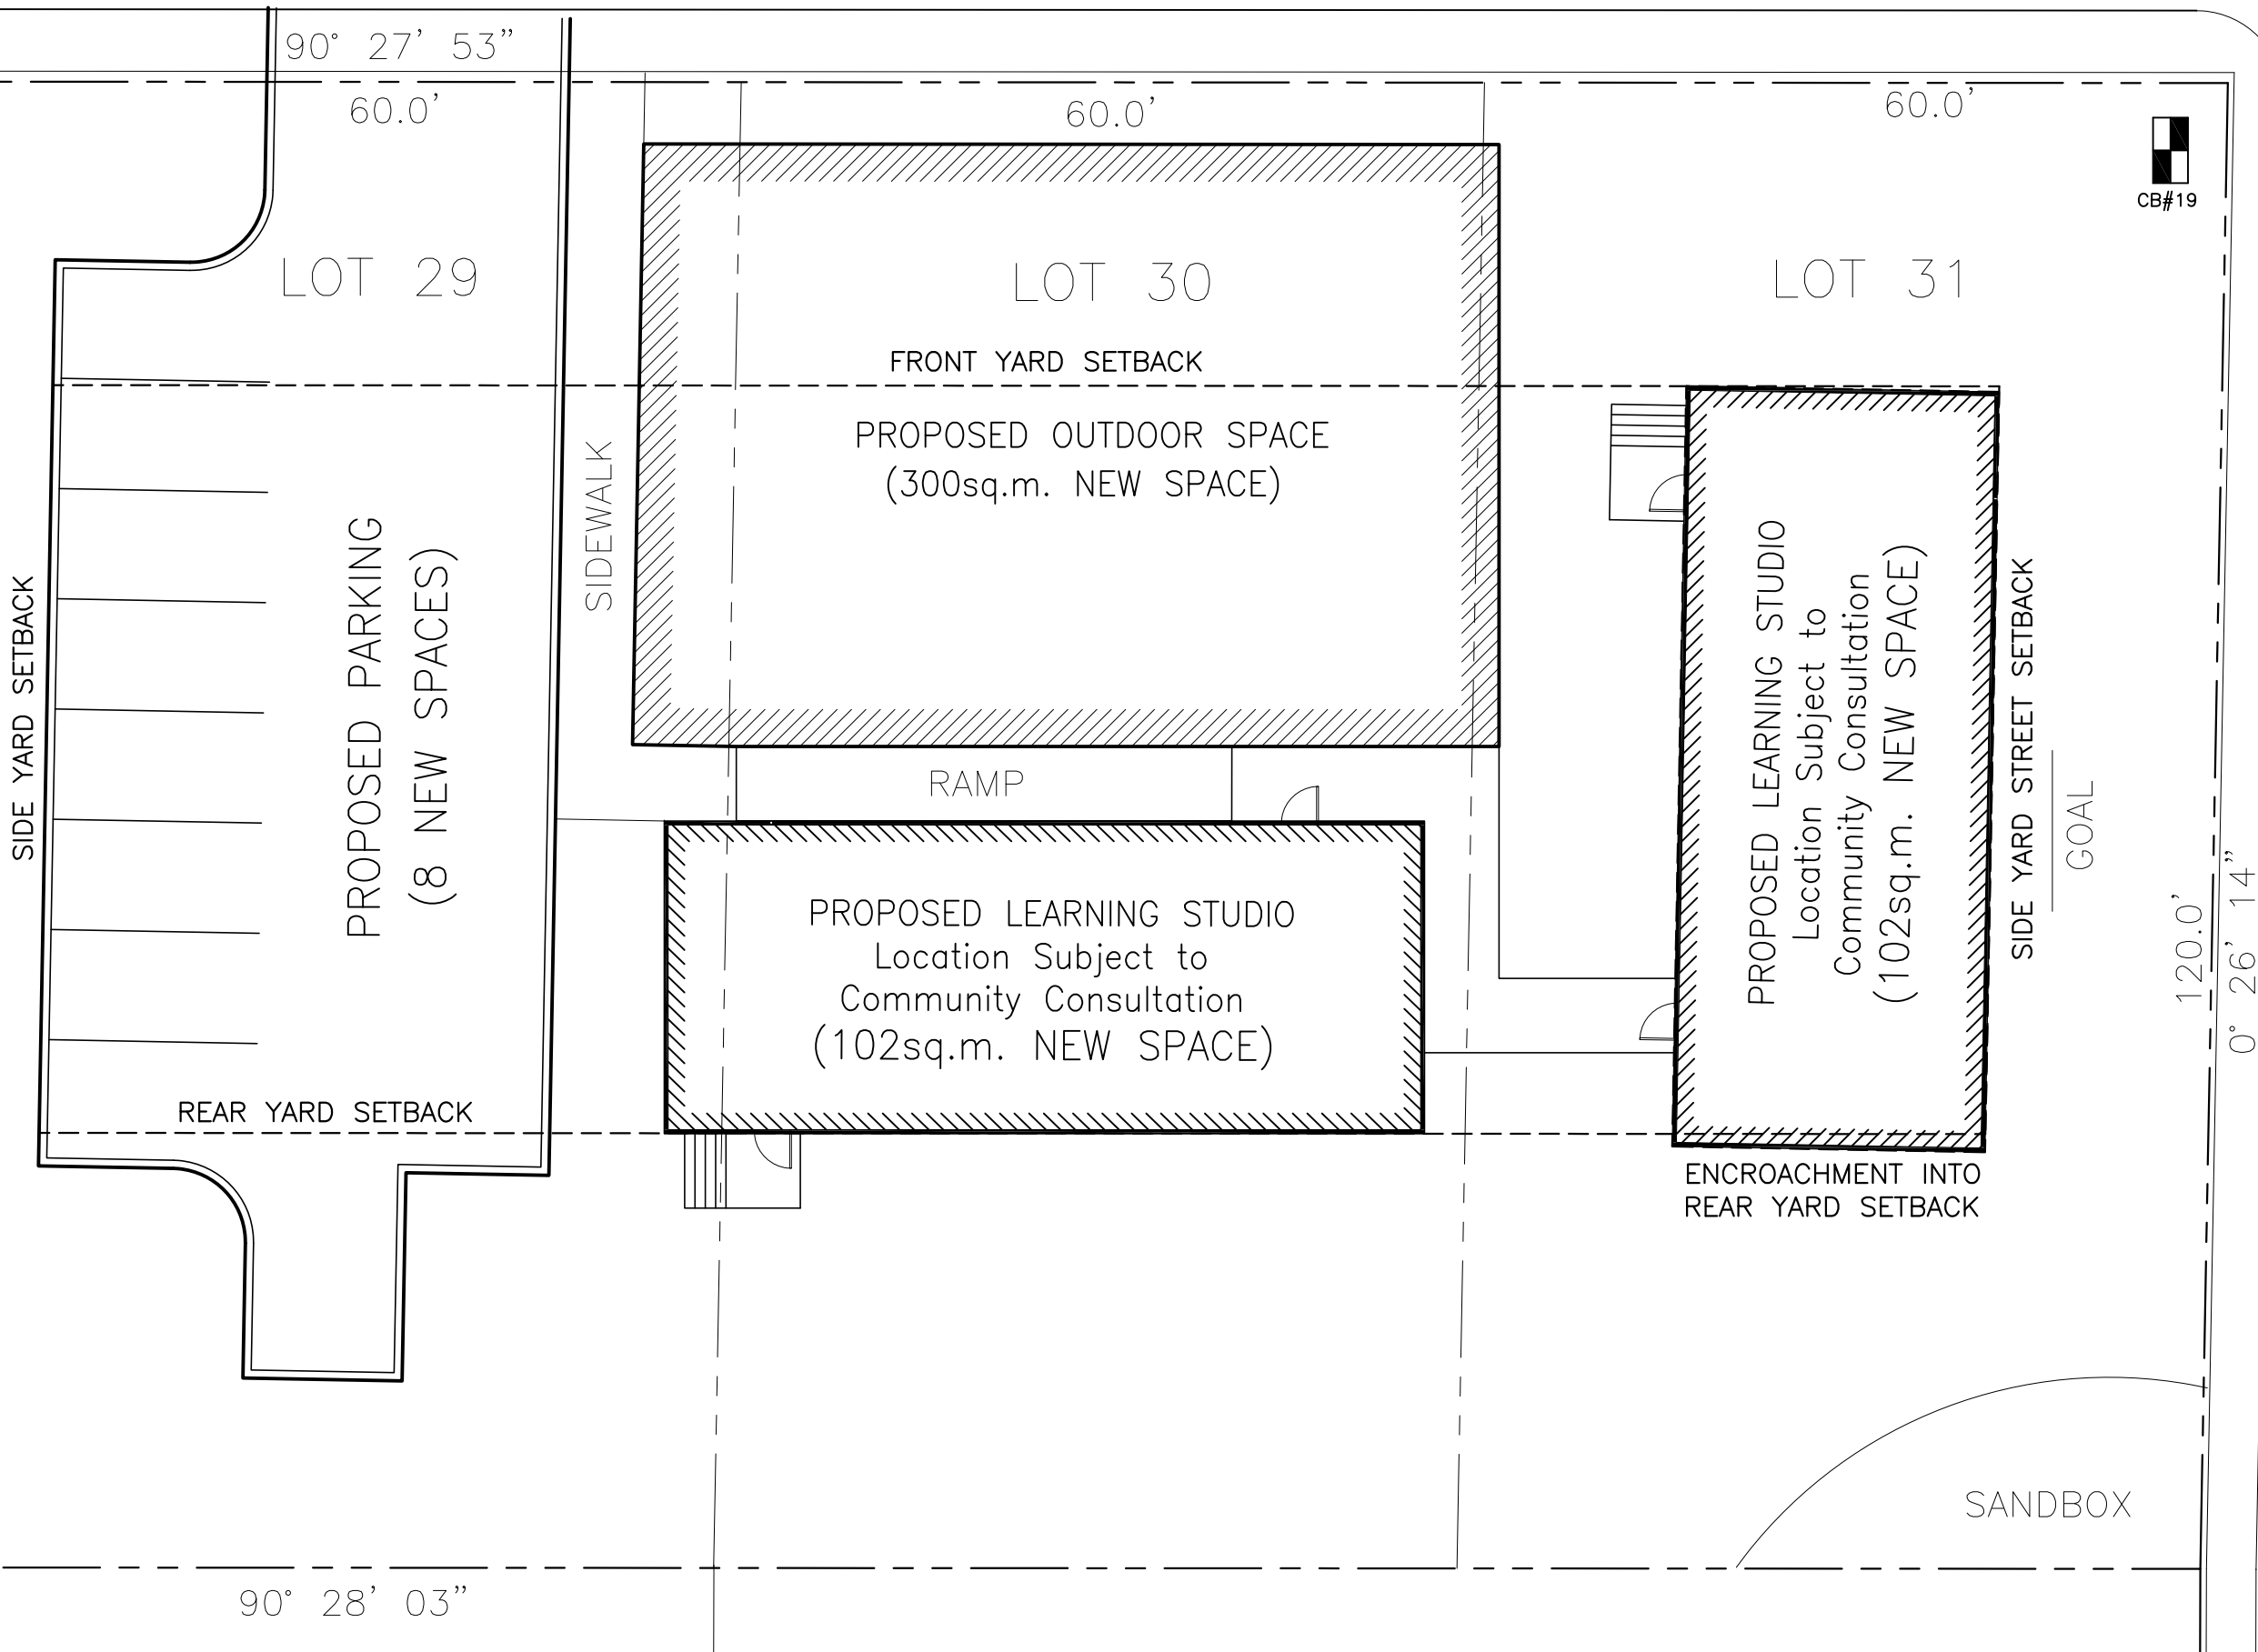 90° 27' 53"
60.0'
60.0'
60.0'
CB#19
LOT 29
LOT 30
LOT 31
FRONT YARD SETBACK
PROPOSED OUTDOOR SPACE
(300sq.m. NEW SPACE)
SIDEWALK
SIDE YARD SETBACK
PROPOSED PARKING
(8 NEW SPACES)
RAMP
PROPOSED LEARNING STUDIO
Location Subject to
Community Consultation
(102sq.m. NEW SPACE)
PROPOSED LEARNING STUDIO
Location Subject to
Community Consultation
(102sq.m. NEW SPACE)
SIDE YARD STREET SETBACK
GOAL
120.0'
0° 26' 14"
REAR YARD SETBACK
ENCROACHMENT INTO
REAR YARD SETBACK
SANDBOX
90° 28' 03"